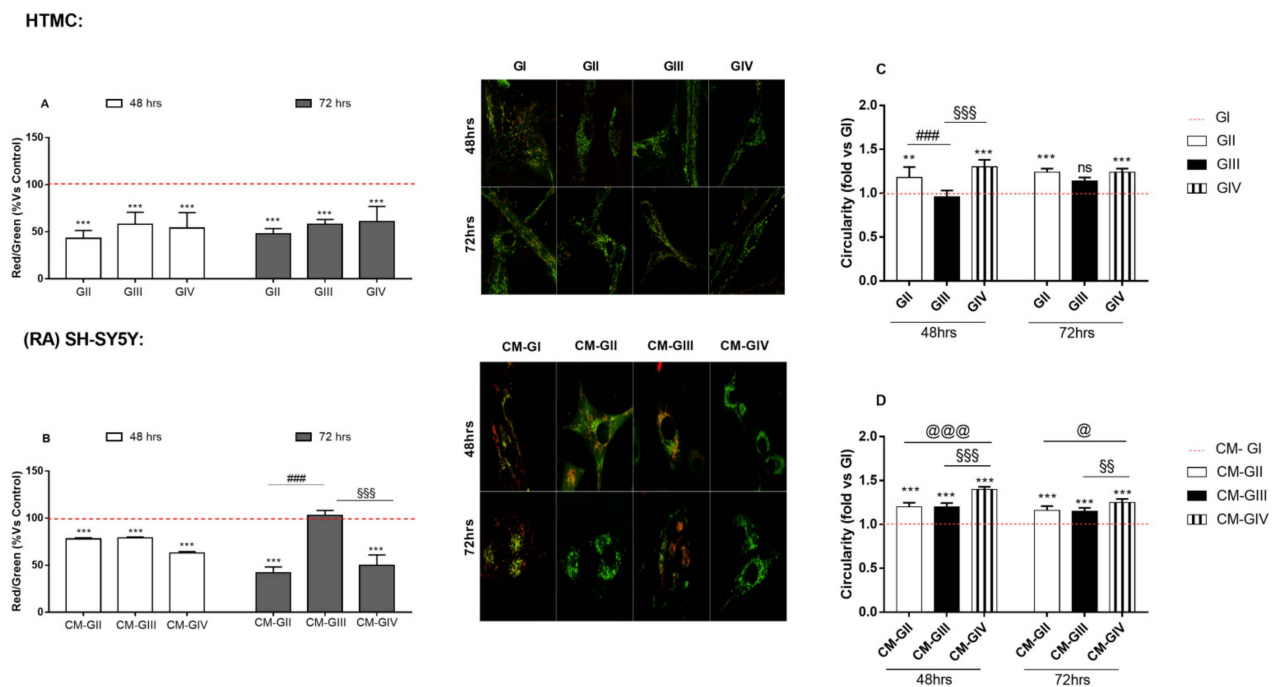 HTMC:
A
48 hrs
72 hrs
Red/Green (%Vs Control)
150
100
50
0
***
***
***
***
***
***
GII
GIII
GIV
GII
GIII
GIV
GI
GII
GIII
GIV
48hrs
72hrs
C
Circularity (fold vs GI)
2.0
1.5
1.0
0.5
0.0
###
§§§
**
***
***
ns
***
GII
GIII
GIV
GII
GIII
GIV
48hrs
72hrs
GI
GII
GIII
GIV
(RA) SH-SY5Y:
B
48 hrs
72 hrs
Red/Green (%Vs Control)
150
100
50
0
###
§§§
***
***
***
***
***
CM-GII
CM-GIII
CM-GIV
CM-GII
CM-GIII
CM-GIV
CM-GI
CM-GII
CM-GIII
CM-GIV
48hrs
72hrs
D
Circularity (fold vs GI)
2.0
1.5
1.0
0.5
0.0
@@@
§§§
@
§§
***
***
***
***
***
***
CM-GII
CM-GIII
CM-GIV
CM-GII
CM-GIII
CM-GIV
48hrs
72hrs
CM- GI
CM-GII
CM-GIII
CM-GIV